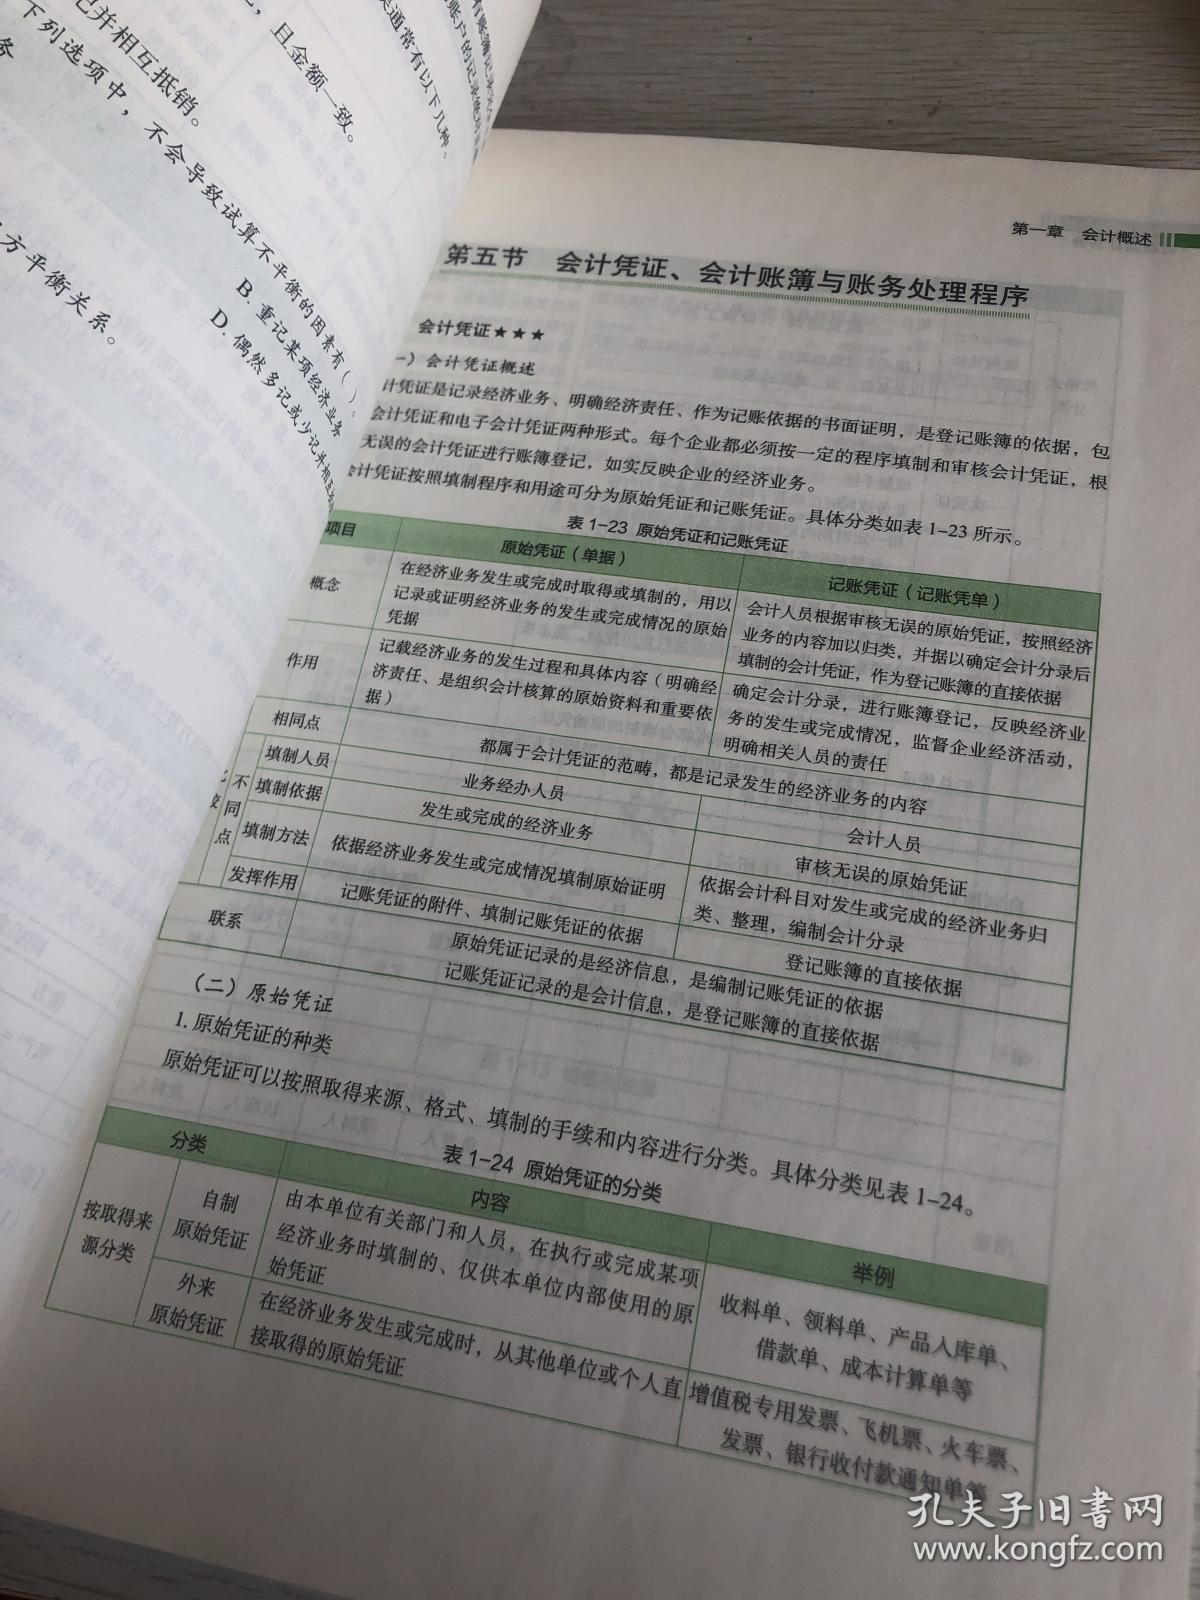 记并相互抵销。
且金额一致。
类通常有以下几种。
下列选项中，不会导致试算不平衡的因素有（ ）。
B. 重记某项经济业务
D. 偶然多记或少记并相互
方平衡关系。
第一章 会计概述
第五节 会计凭证、会计账簿与账务处理程序
会计凭证★★★
一）会计凭证概述
计凭证是记录经济业务、明确经济责任、作为记账依据的书面证明，是登记账簿的依据，包
会计凭证和电子会计凭证两种形式。每个企业都必须按一定的程序填制和审核会计凭证，根
无误的会计凭证进行账簿登记，如实反映企业的经济业务。
会计凭证按照填制程序和用途可分为原始凭证和记账凭证。具体分类如表 1-23 所示。
表 1-23 原始凭证和记账凭证
项目 原始凭证（单据） 记账凭证（记账凭单）
概念
在经济业务发生或完成时取得或填制的，用以
记录或证明经济业务的发生或完成情况的原始
凭据
会计人员根据审核无误的原始凭证，按照经济
业务的内容加以归类，并据以确定会计分录后
填制的会计凭证，作为登记账簿的直接依据
作用
记载经济业务的发生过程和具体内容（明确经
济责任、是组织会计核算的原始资料和重要依
据）
确定会计分录，进行账簿登记，反映经济业
务的发生或完成情况，监督企业经济活动，
明确相关人员的责任
相同点 都属于会计凭证的范畴，都是记录发生的经济业务的内容
不同点
填制人员 业务经办人员 会计人员
填制依据 发生或完成的经济业务 审核无误的原始凭证
填制方法 依据经济业务发生或完成情况填制原始证明
依据会计科目对发生或完成的经济业务归
类、整理，编制会计分录
发挥作用 记账凭证的附件、填制记账凭证的依据 登记账簿的直接依据
联系
原始凭证记录的是经济信息，是编制记账凭证的依据
记账凭证记录的是会计信息，是登记账簿的直接依据
（二）原始凭证
1. 原始凭证的种类
原始凭证可以按照取得来源、格式、填制的手续和内容进行分类。具体分类见表 1-24。
表 1-24 原始凭证的分类
分类 内容 举例
按取得来
源分类
自制
原始凭证
由本单位有关部门和人员，在执行或完成某项
经济业务时填制的、仅供本单位内部使用的原
始凭证
收料单、领料单、产品入库单、
借款单、成本计算单等
外来
原始凭证
在经济业务发生或完成时，从其他单位或个人直
接取得的原始凭证
增值税专用发票、飞机票、火车票、
发票、银行收付款通知单等
孔夫子旧书网
www.kongfz.com